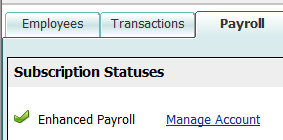 Employees Transactions Payroll
Subscription Statuses
Enhanced Payroll Manage Account